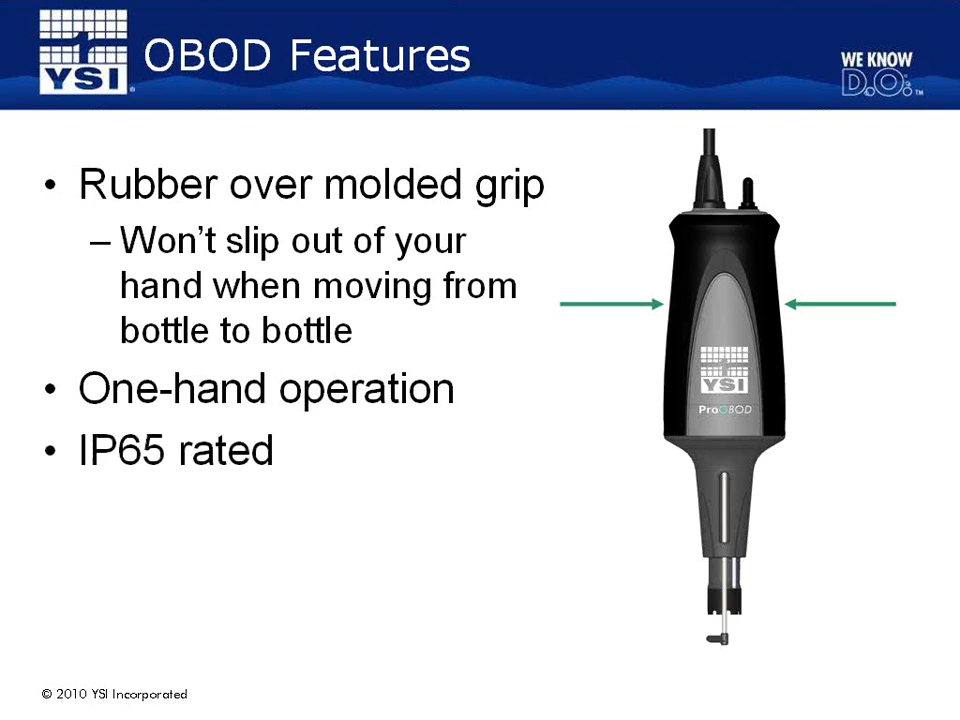 YSI
OBOD Features
WE KNOW
D.O.™
• Rubber over molded grip
– Won't slip out of your
hand when moving from
bottle to bottle
• One-hand operation
• IP65 rated
YSI
ProOBOD
© 2010 YSI Incorporated